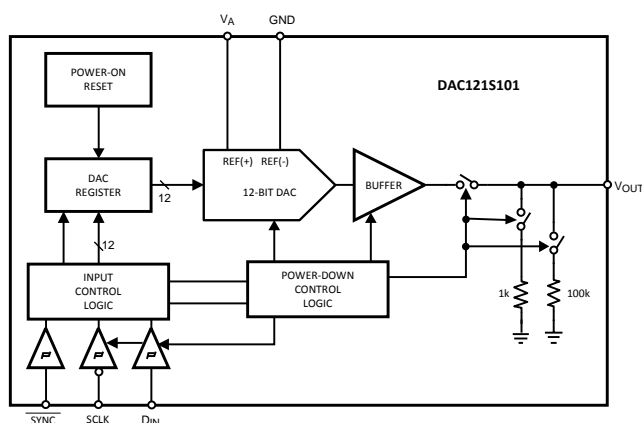 VA GND
DAC121S101
POWER-ON
RESET
REF(+) REF(-)
DAC
REGISTER
12
12-BIT DAC
BUFFER
VOUT
12
INPUT
CONTROL
LOGIC
POWER-DOWN
CONTROL
LOGIC
1k
100k
SYNC SCLK DIN